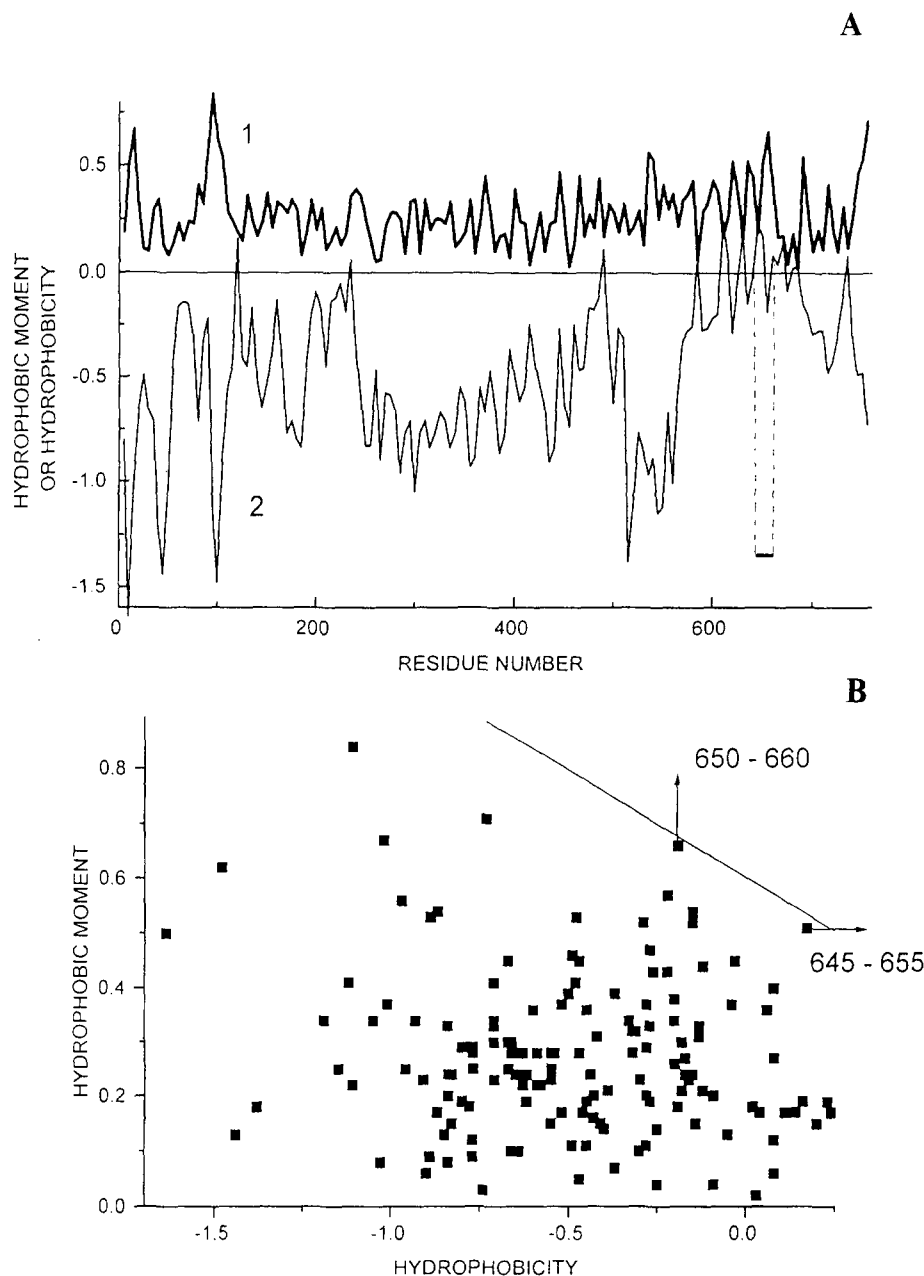 A
HYDROPHOBIC MOMENT
OR HYDROPHOBICITY
0.5
0.0
-0.5
-1.0
-1.5
1
2
0 200 400 600
RESIDUE NUMBER
B
HYDROPHOBIC MOMENT
0.8
0.6
0.4
0.2
0.0
650 - 660
645 - 655
-1.5 -1.0 -0.5 0.0
HYDROPHOBICITY